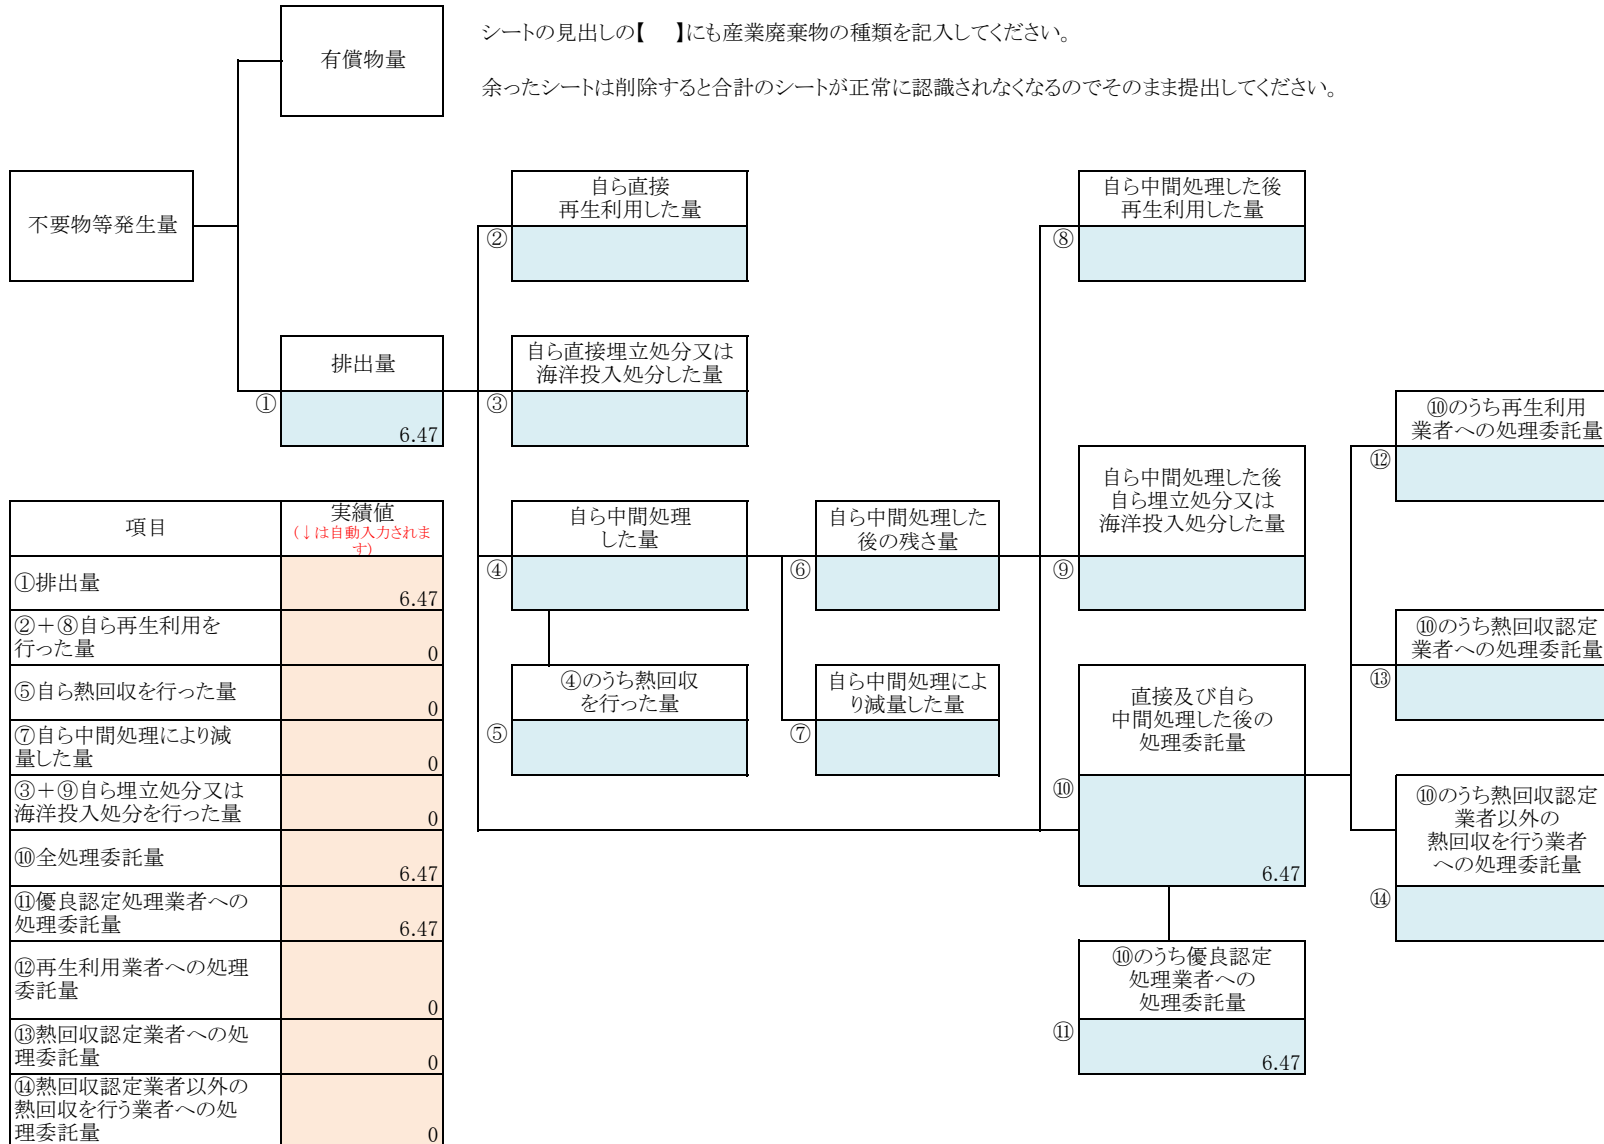 有償物量
シートの見出しの【　】にも産業廃棄物の種類を記入してください。
余ったシートは削除すると合計のシートが正常に認識されなくなるのでそのまま提出してください。
不要物等発生量
自ら直接
再生利用した量
②
自ら中間処理した後
再生利用した量
⑧
排出量
①
6.47
自ら直接埋立処分又は
海洋投入処分した量
③
⑩のうち再生利用
業者への処理委託量
⑫
自ら中間処理
した量
④
自ら中間処理した
後の残さ量
⑥
自ら中間処理した後
自ら埋立処分又は
海洋投入処分した量
⑨
⑩のうち熱回収認定
業者への処理委託量
⑬
④のうち熱回収
を行った量
⑤
自ら中間処理によ
り減量した量
⑦
直接及び自ら
中間処理した後の
処理委託量
⑩
6.47
⑩のうち熱回収認定
業者以外の
熱回収を行う業者
への処理委託量
⑭
⑩のうち優良認定
処理業者への
処理委託量
⑪
6.47
項目
実績値
(↓は自動入力されま
す)
①排出量
6.47
②＋⑧自ら再生利用を
行った量
0
⑤自ら熱回収を行った量
0
⑦自ら中間処理により減
量した量
0
③＋⑨自ら埋立処分又は
海洋投入処分を行った量
0
⑩全処理委託量
6.47
⑪優良認定処理業者への
処理委託量
6.47
⑫再生利用業者への処理
委託量
0
⑬熱回収認定業者への処
理委託量
0
⑭熱回収認定業者以外の
熱回収を行う業者への処
理委託量
0